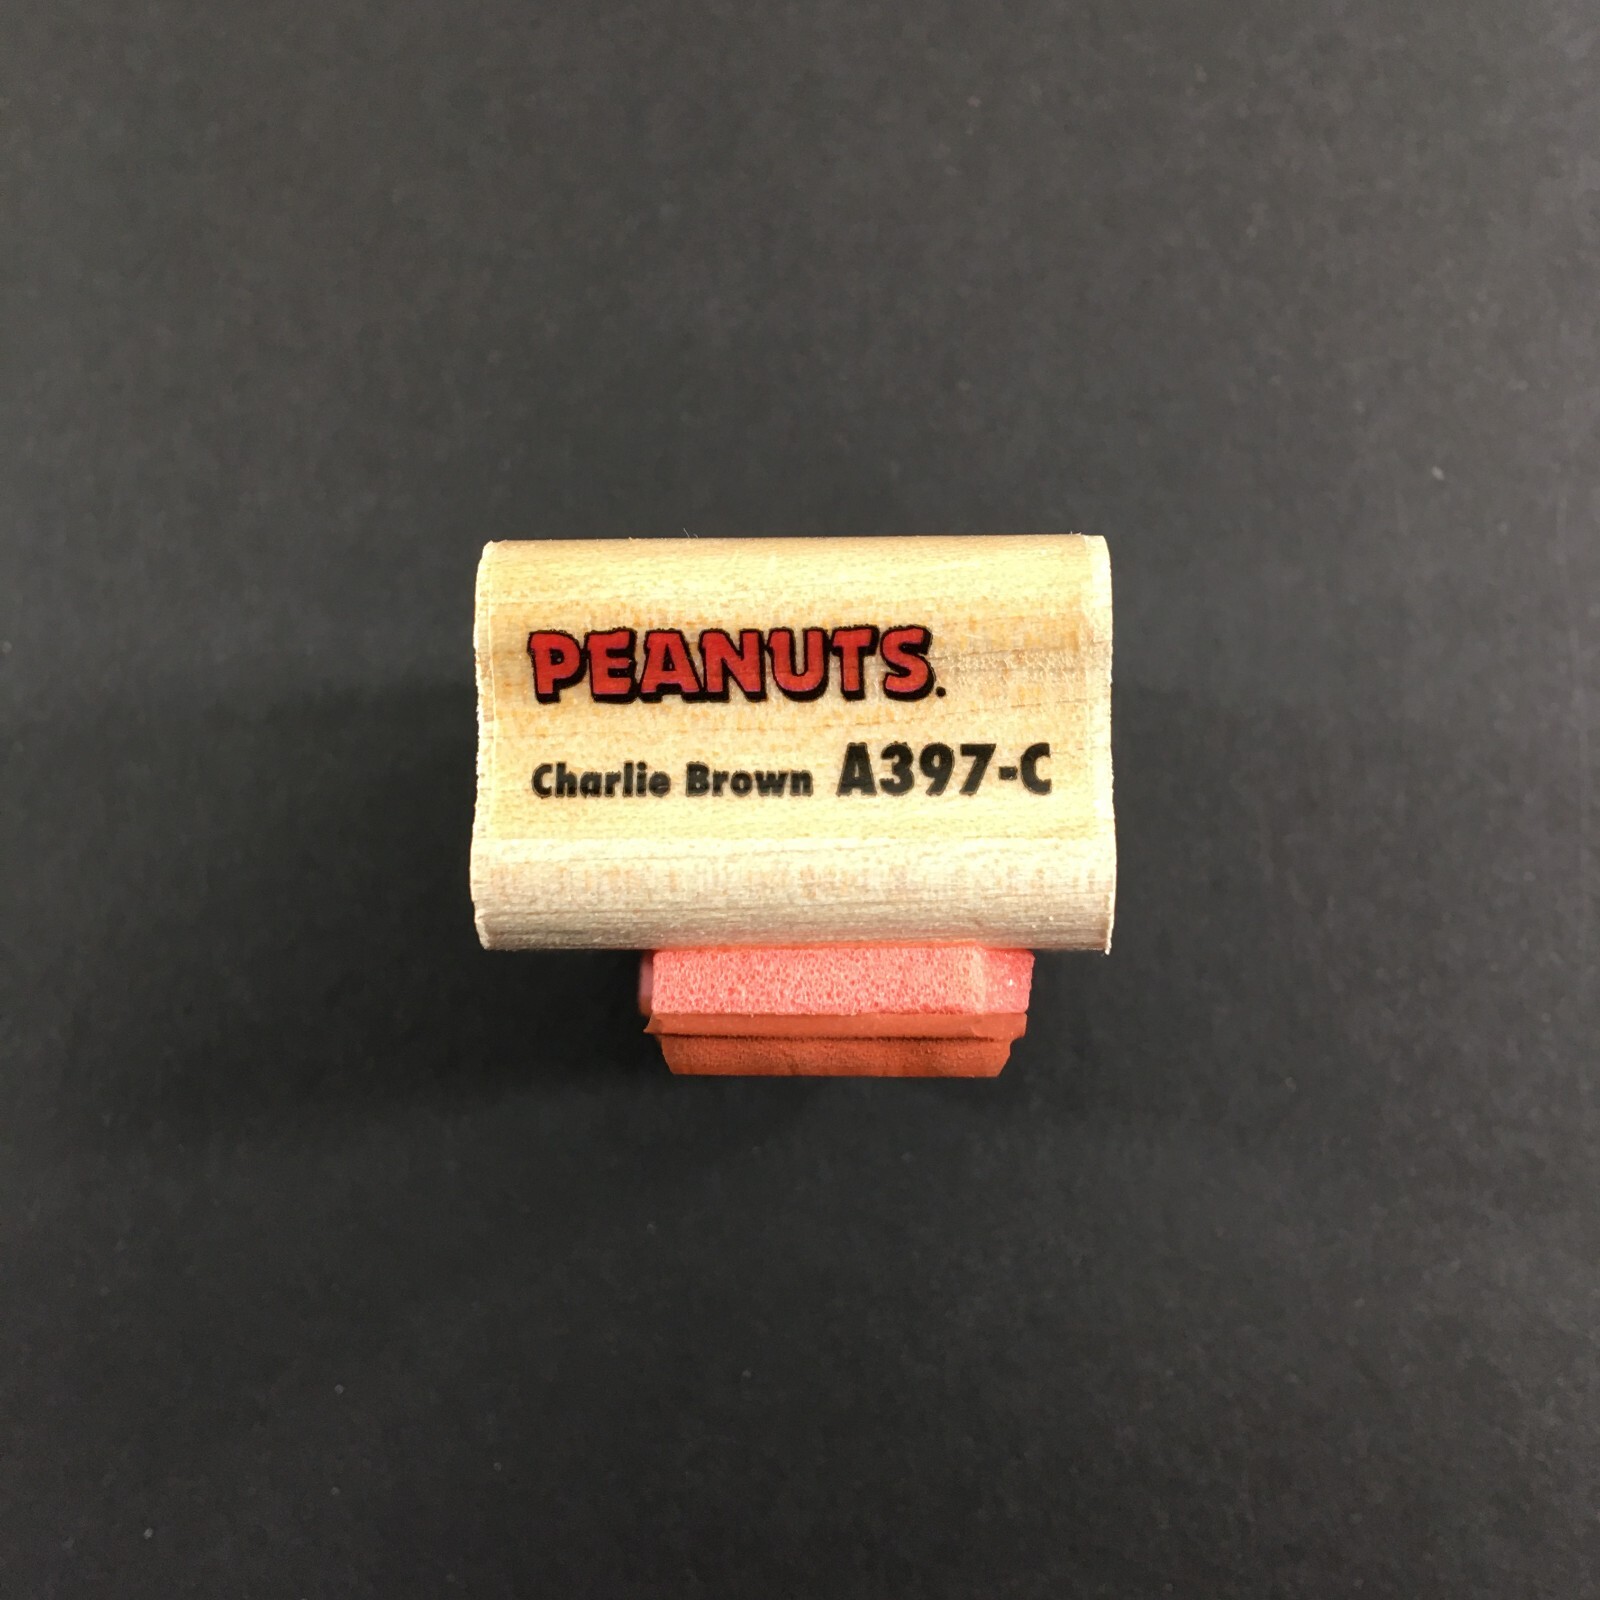 PEANUTS.
Charlie Brown A397-C